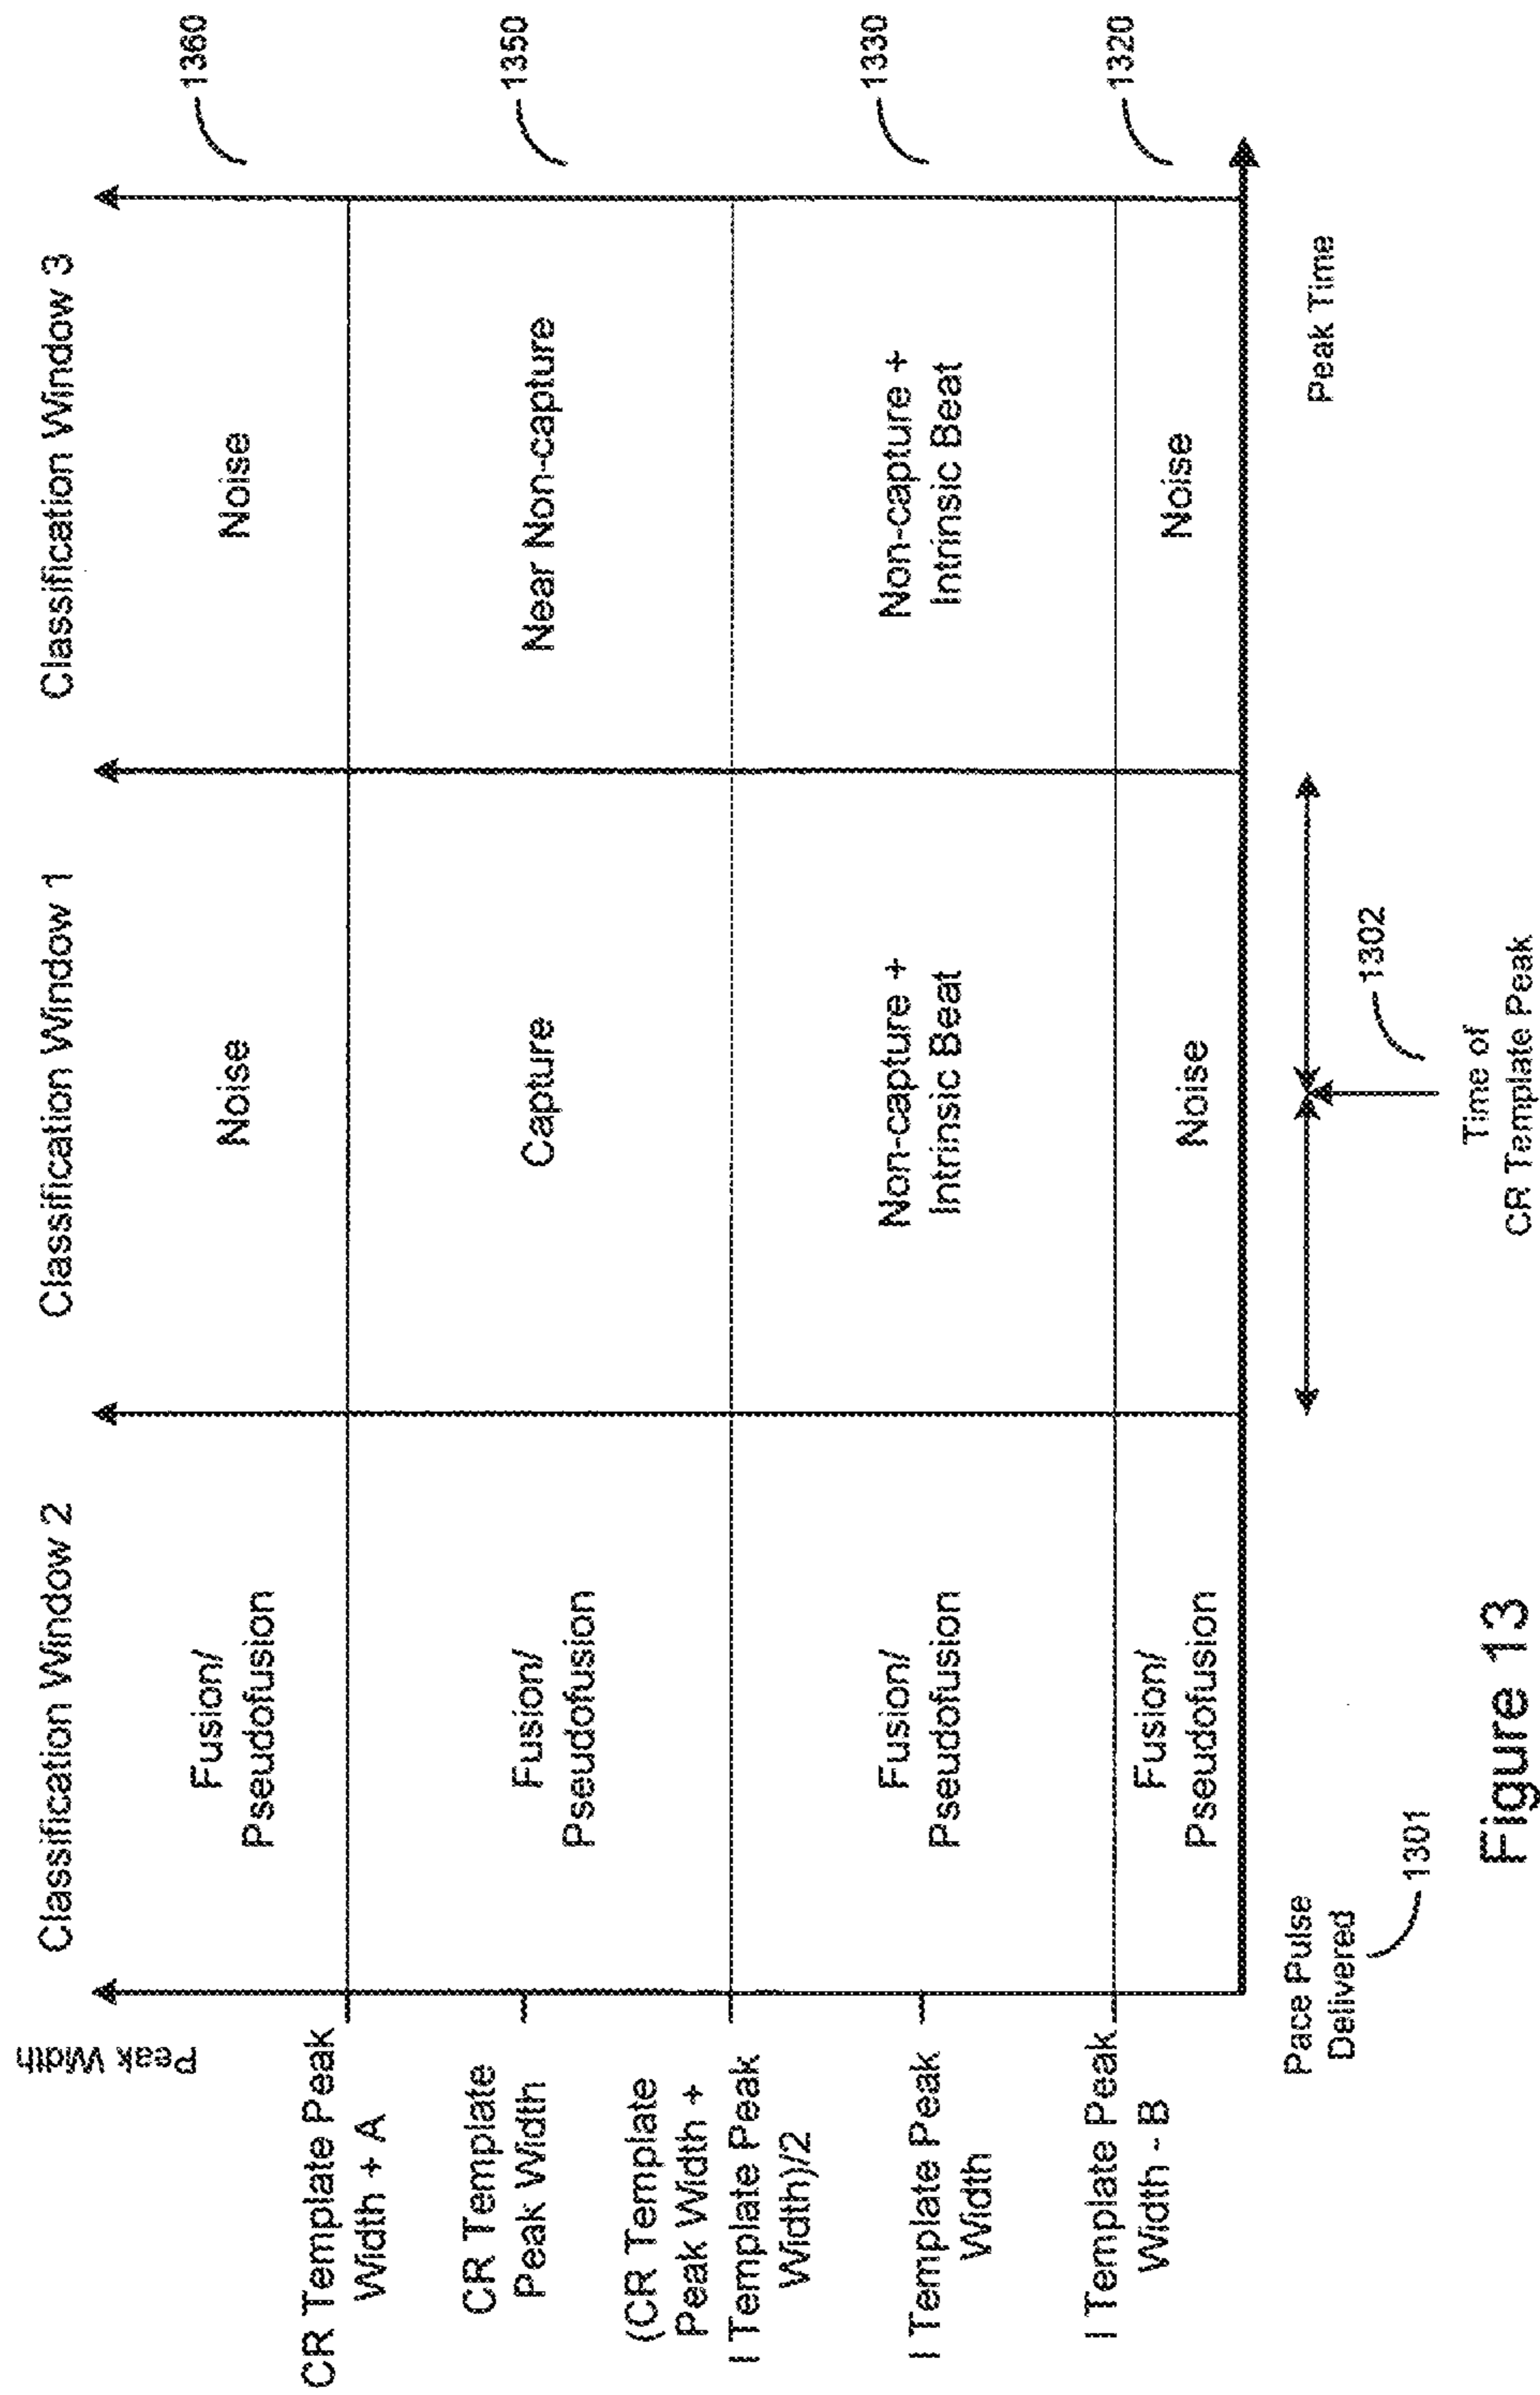 Peak Width
Classification Window 2
Classification Window 1
Classification Window 3
CR Template Peak
Width + A
CR Template
Peak Width
(CR Template
Peak Width +
I Template Peak
Width)/2
I Template Peak
Width
I Template Peak
Width - B
Fusion/
Pseudofusion
Noise
Noise
1360
Fusion/
Pseudofusion
Capture
Near Non-capture
1350
Fusion/
Pseudofusion
Non-capture +
Intrinsic Beat
Non-capture +
Intrinsic Beat
1330
Fusion/
Pseudofusion
Noise
Noise
1320
Pace Pulse
Delivered
1301
1302
Time of
CR Template Peak
Peak Time
Figure 13